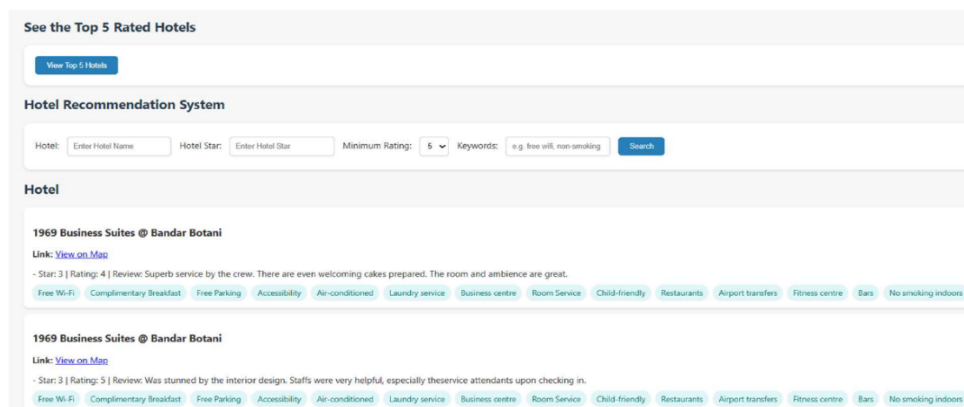 See the Top 5 Rated Hotels
View Top 5 Hotels
Hotel Recommendation System
Hotel: Enter Hotel Name Hotel Star: Enter Hotel Star Minimum Rating: 5 Keywords: e.g. free wifi, non-smoking Search
Hotel
1969 Business Suites @ Bandar Botani
Link: View on Map
- Star: 3 | Rating: 4 | Review: Superb service by the crew. There are even welcoming cakes prepared. The room and ambience are great.
Free Wi-Fi Complimentary Breakfast Free Parking Accessibility Air-conditioned Laundry service Business centre Room Service Child-friendly Restaurants Airport transfers Fitness centre Bars No smoking indoors
1969 Business Suites @ Bandar Botani
Link: View on Map
- Star: 3 | Rating: 5 | Review: Was stunned by the interior design. Staffs were very helpful, especially theservice attendants upon checking in.
Free Wi-Fi Complimentary Breakfast Free Parking Accessibility Air-conditioned Laundry service Business centre Room Service Child-friendly Restaurants Airport transfers Fitness centre Bars No smoking indoors